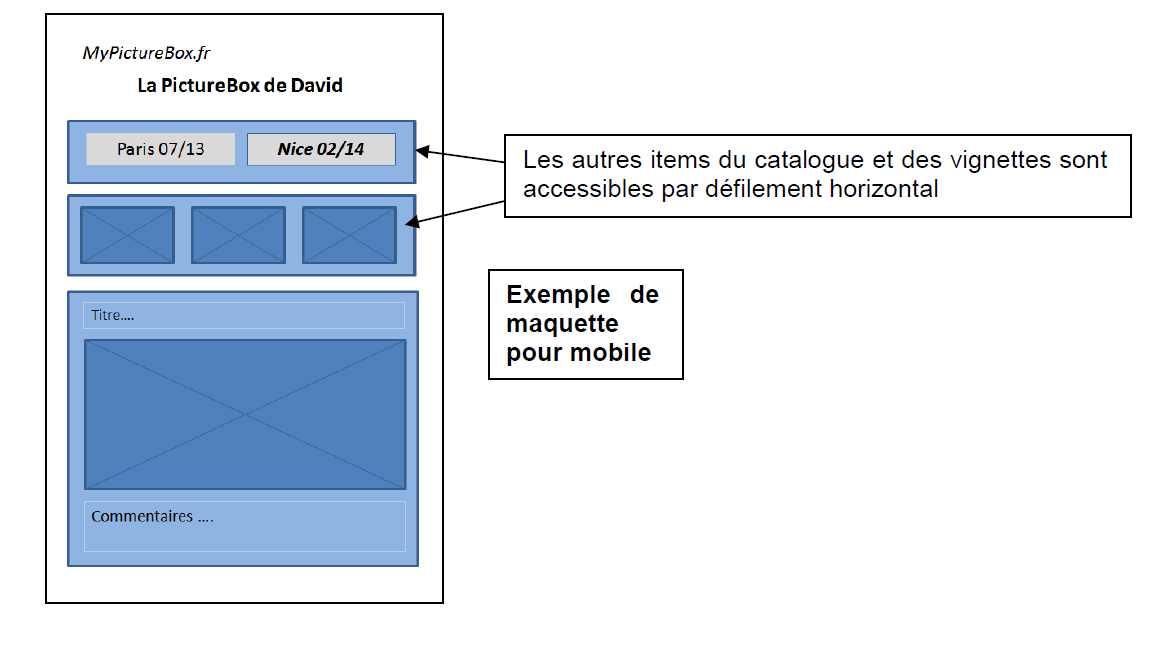 MyPictureBox.fr
La PictureBox de David
Paris 07/13
Nice 02/14
Les autres items du catalogue et des vignettes sont
accessibles par défilement horizontal
Titre....
Exemple de
maquette
pour mobile
Commentaires ....